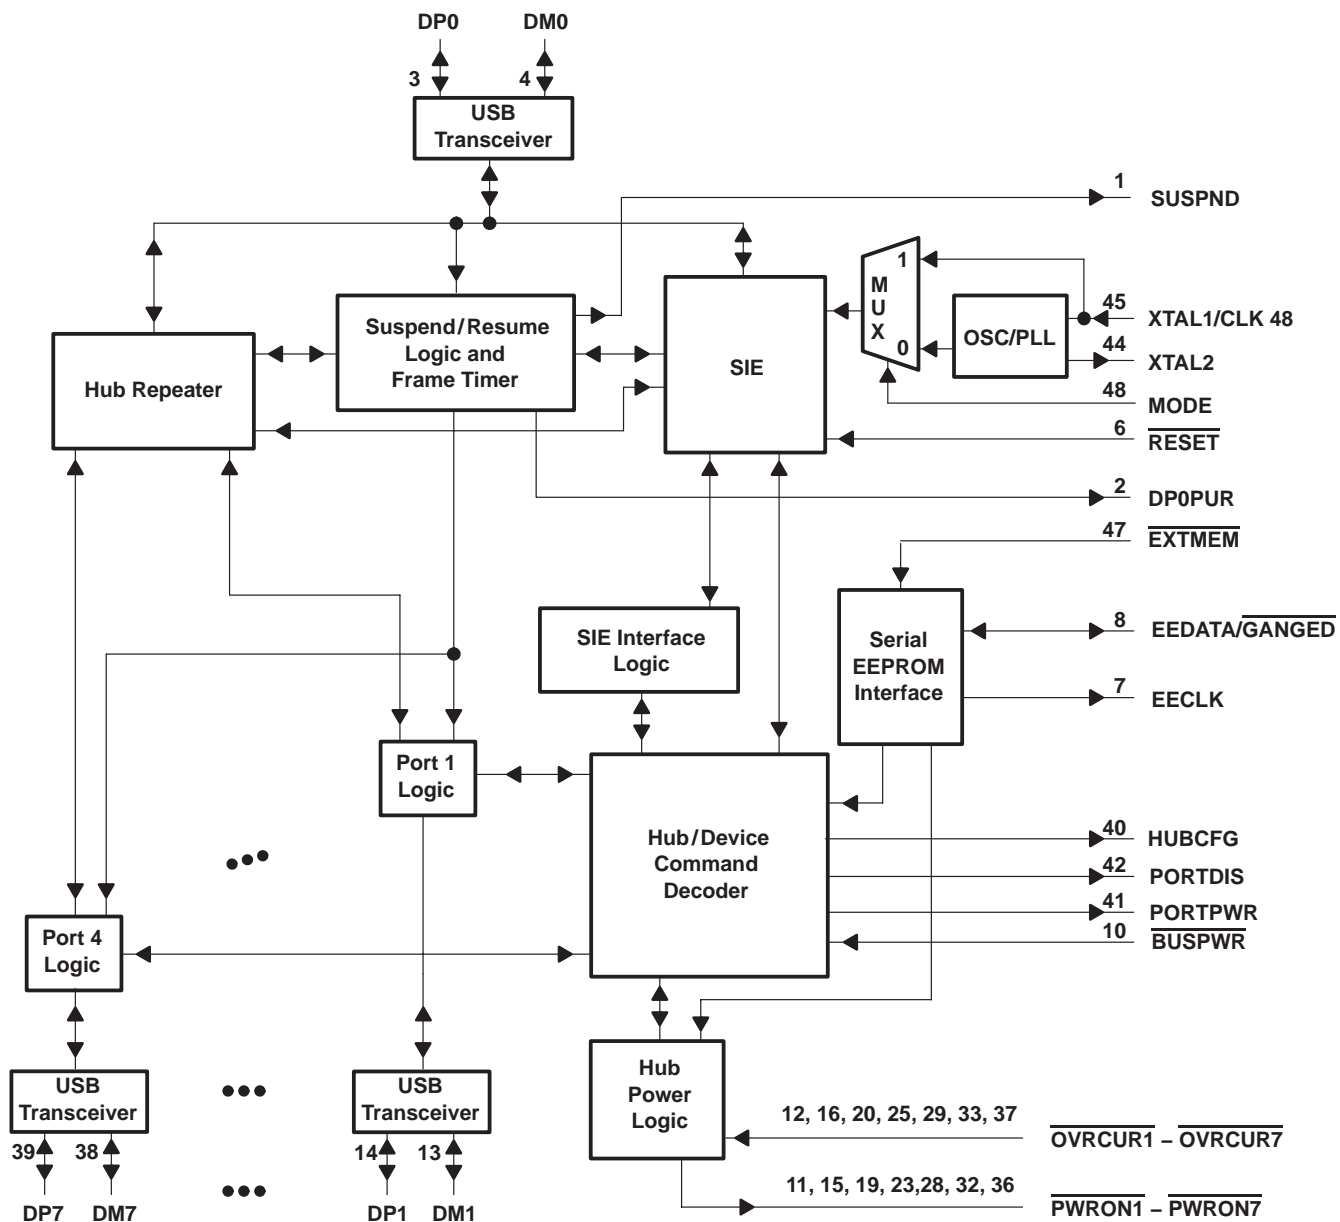 DP0 DM0
3 4
USB
Transceiver
1 SUSPND
Suspend/Resume
Logic and
Frame Timer
Hub Repeater
SIE
MUX
1
0
OSC/PLL
45 XTAL1/CLK 48
44 XTAL2
48 MODE
6 RESET
2 DP0PUR
47 EXTMEM
SIE Interface
Logic
Serial
EEPROM
Interface
8 EEDATA/GANGED
7 EECLK
Port 1
Logic
Hub/Device
Command
Decoder
40 HUBCFG
42 PORTDIS
41 PORTPWR
10 BUSPWR
Port 4
Logic
Hub
Power
Logic
USB
Transceiver
USB
Transceiver
12, 16, 20, 25, 29, 33, 37
OVRCUR1 – OVRCUR7
39 38
14 13
11, 15, 19, 23,28, 32, 36
PWRON1 – PWRON7
DP7 DM7
DP1 DM1